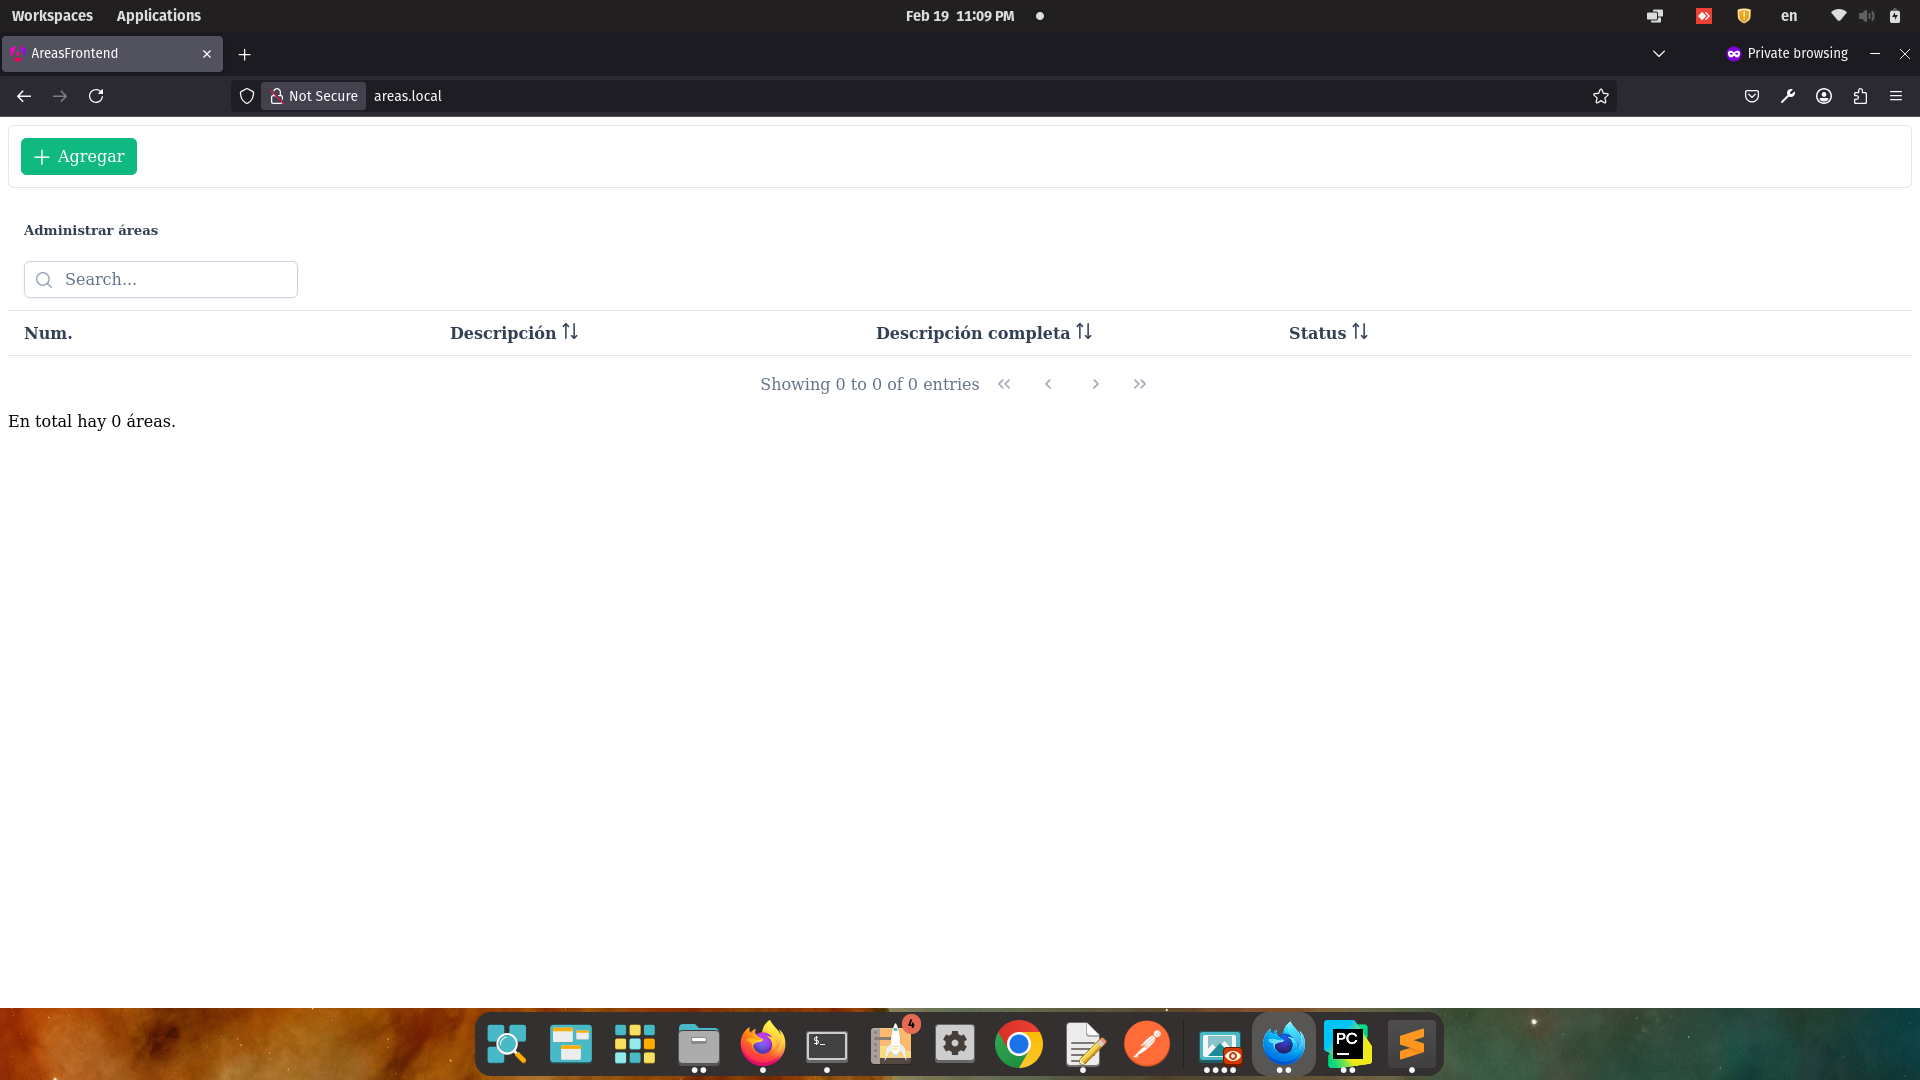 Workspaces Applications Feb 19 11:09 PM en
AreasFrontend Private browsing
Not Secure areas.local
Agregar
Administrar áreas
Search...
Num. Descripción Descripción completa Status
Showing 0 to 0 of 0 entries
En total hay 0 áreas.
4
$_
PC